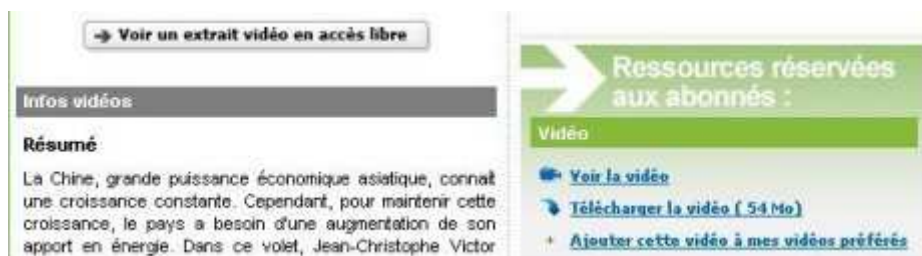 Voir un extrait vidéo en accès libre
Infos vidéos
Résumé
La Chine, grande puissance économique asiatique, connait
une croissance constante. Cependant, pour maintenir cette
croissance, le pays a besoin d'une augmentation de son
apport en énergie. Dans ce volet, Jean-Christophe Victor
Ressources réservées
aux abonnés :
Vidéo
Voir la vidéo
Télécharger la vidéo ( 54 Mo)
Ajouter cette vidéo à mes vidéos préférés